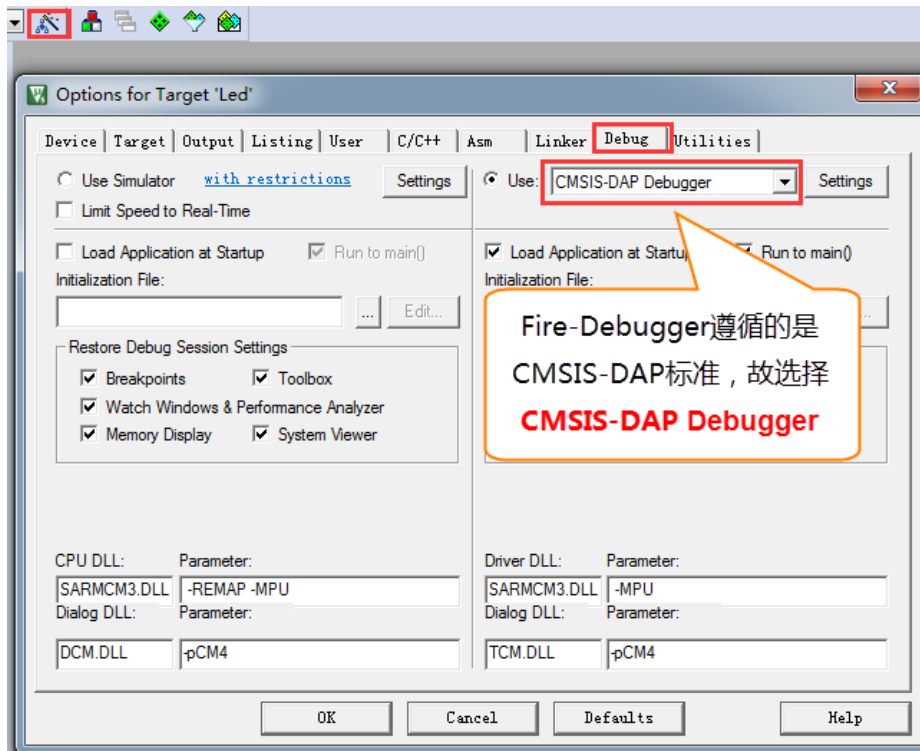 Options for Target 'Led'
Device Target Output Listing User C/C++ Asm Linker Debug Utilities
Use Simulator with restrictions Settings
Limit Speed to Real-Time
Use: CMSIS-DAP Debugger Settings
Load Application at Startup Run to main()
Initialization File:
... Edit...
Load Application at Startup Run to main()
Initialization File:
Restore Debug Session Settings
Breakpoints Toolbox
Watch Windows & Performance Analyzer
Memory Display System Viewer
Fire-Debugger遵循的是
CMSIS-DAP标准，故选择
CMSIS-DAP Debugger
CPU DLL: Parameter:
SARMCM3.DLL -REMAP -MPU
Dialog DLL: Parameter:
DCM.DLL -pCM4
Driver DLL: Parameter:
SARMCM3.DLL -MPU
Dialog DLL: Parameter:
TCM.DLL -pCM4
OK Cancel Defaults Help